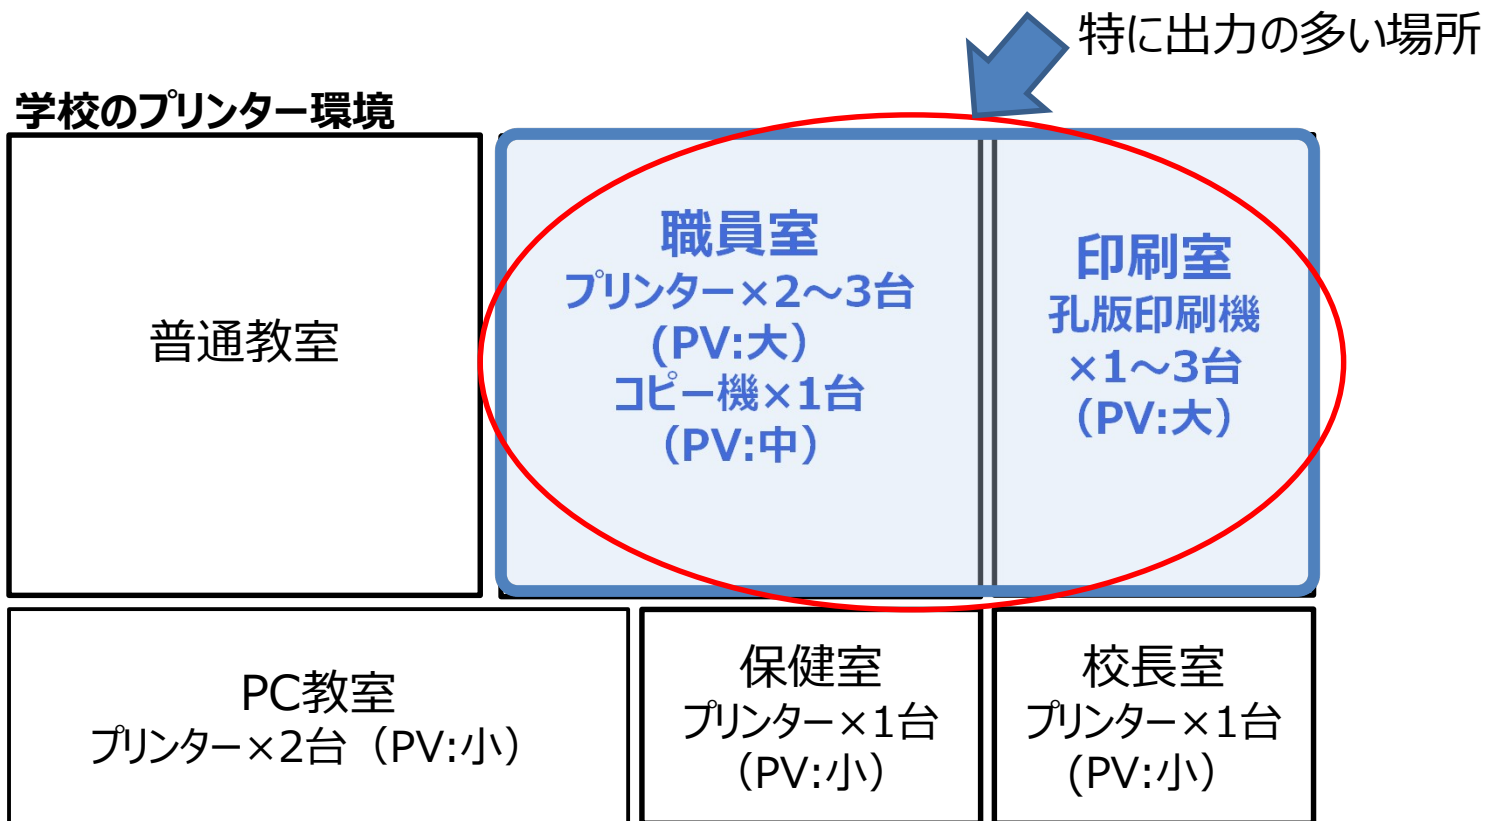 特に出力の多い場所
学校のプリンター環境
普通教室
職員室
プリンター×2～3台
(PV:大）
コピー機×1台
（PV:中）
印刷室
孔版印刷機
×1～3台
（PV:大）
PC教室
プリンター×2台（PV:小）
保健室
プリンター×1台
（PV:小）
校長室
プリンター×1台
(PV:小）